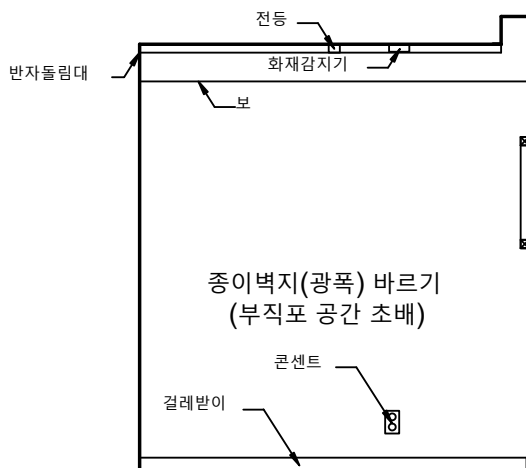 전등
화재감지기
반자돌림대
보
종이벽지(광폭) 바르기
(부직포 공간 초배)
콘센트
걸레받이